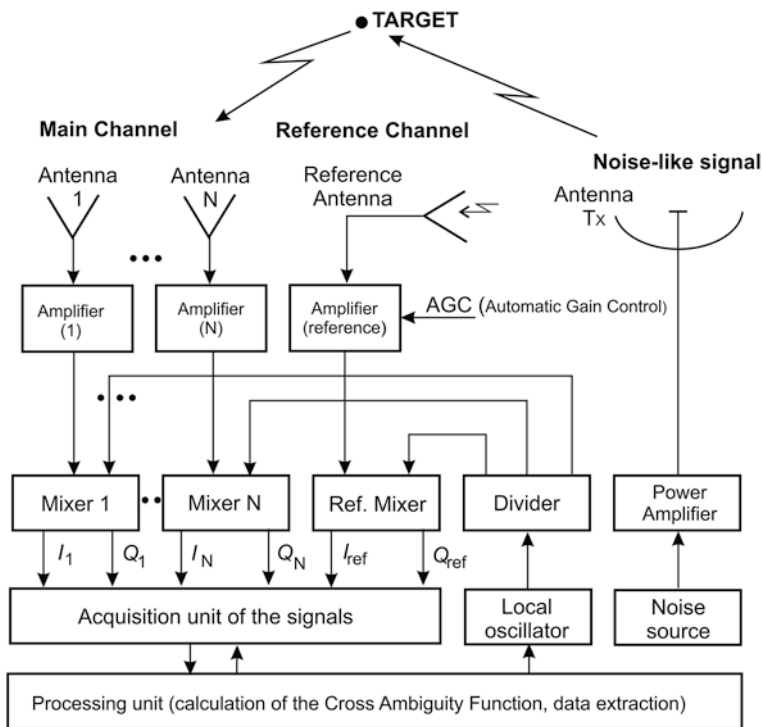 TARGET
Main Channel
Reference Channel
Noise-like signal
Antenna
1
Antenna
N
Reference
Antenna
Antenna
Tx
Amplifier
(1)
Amplifier
(N)
Amplifier
(reference)
AGC (Automatic Gain Control)
Mixer 1
Mixer N
Ref. Mixer
Divider
Power
Amplifier
I1
Q1
IN
QN
Iref
Qref
Acquisition unit of the signals
Local
oscillator
Noise
source
Processing unit (calculation of the Cross Ambiguity Function, data extraction)